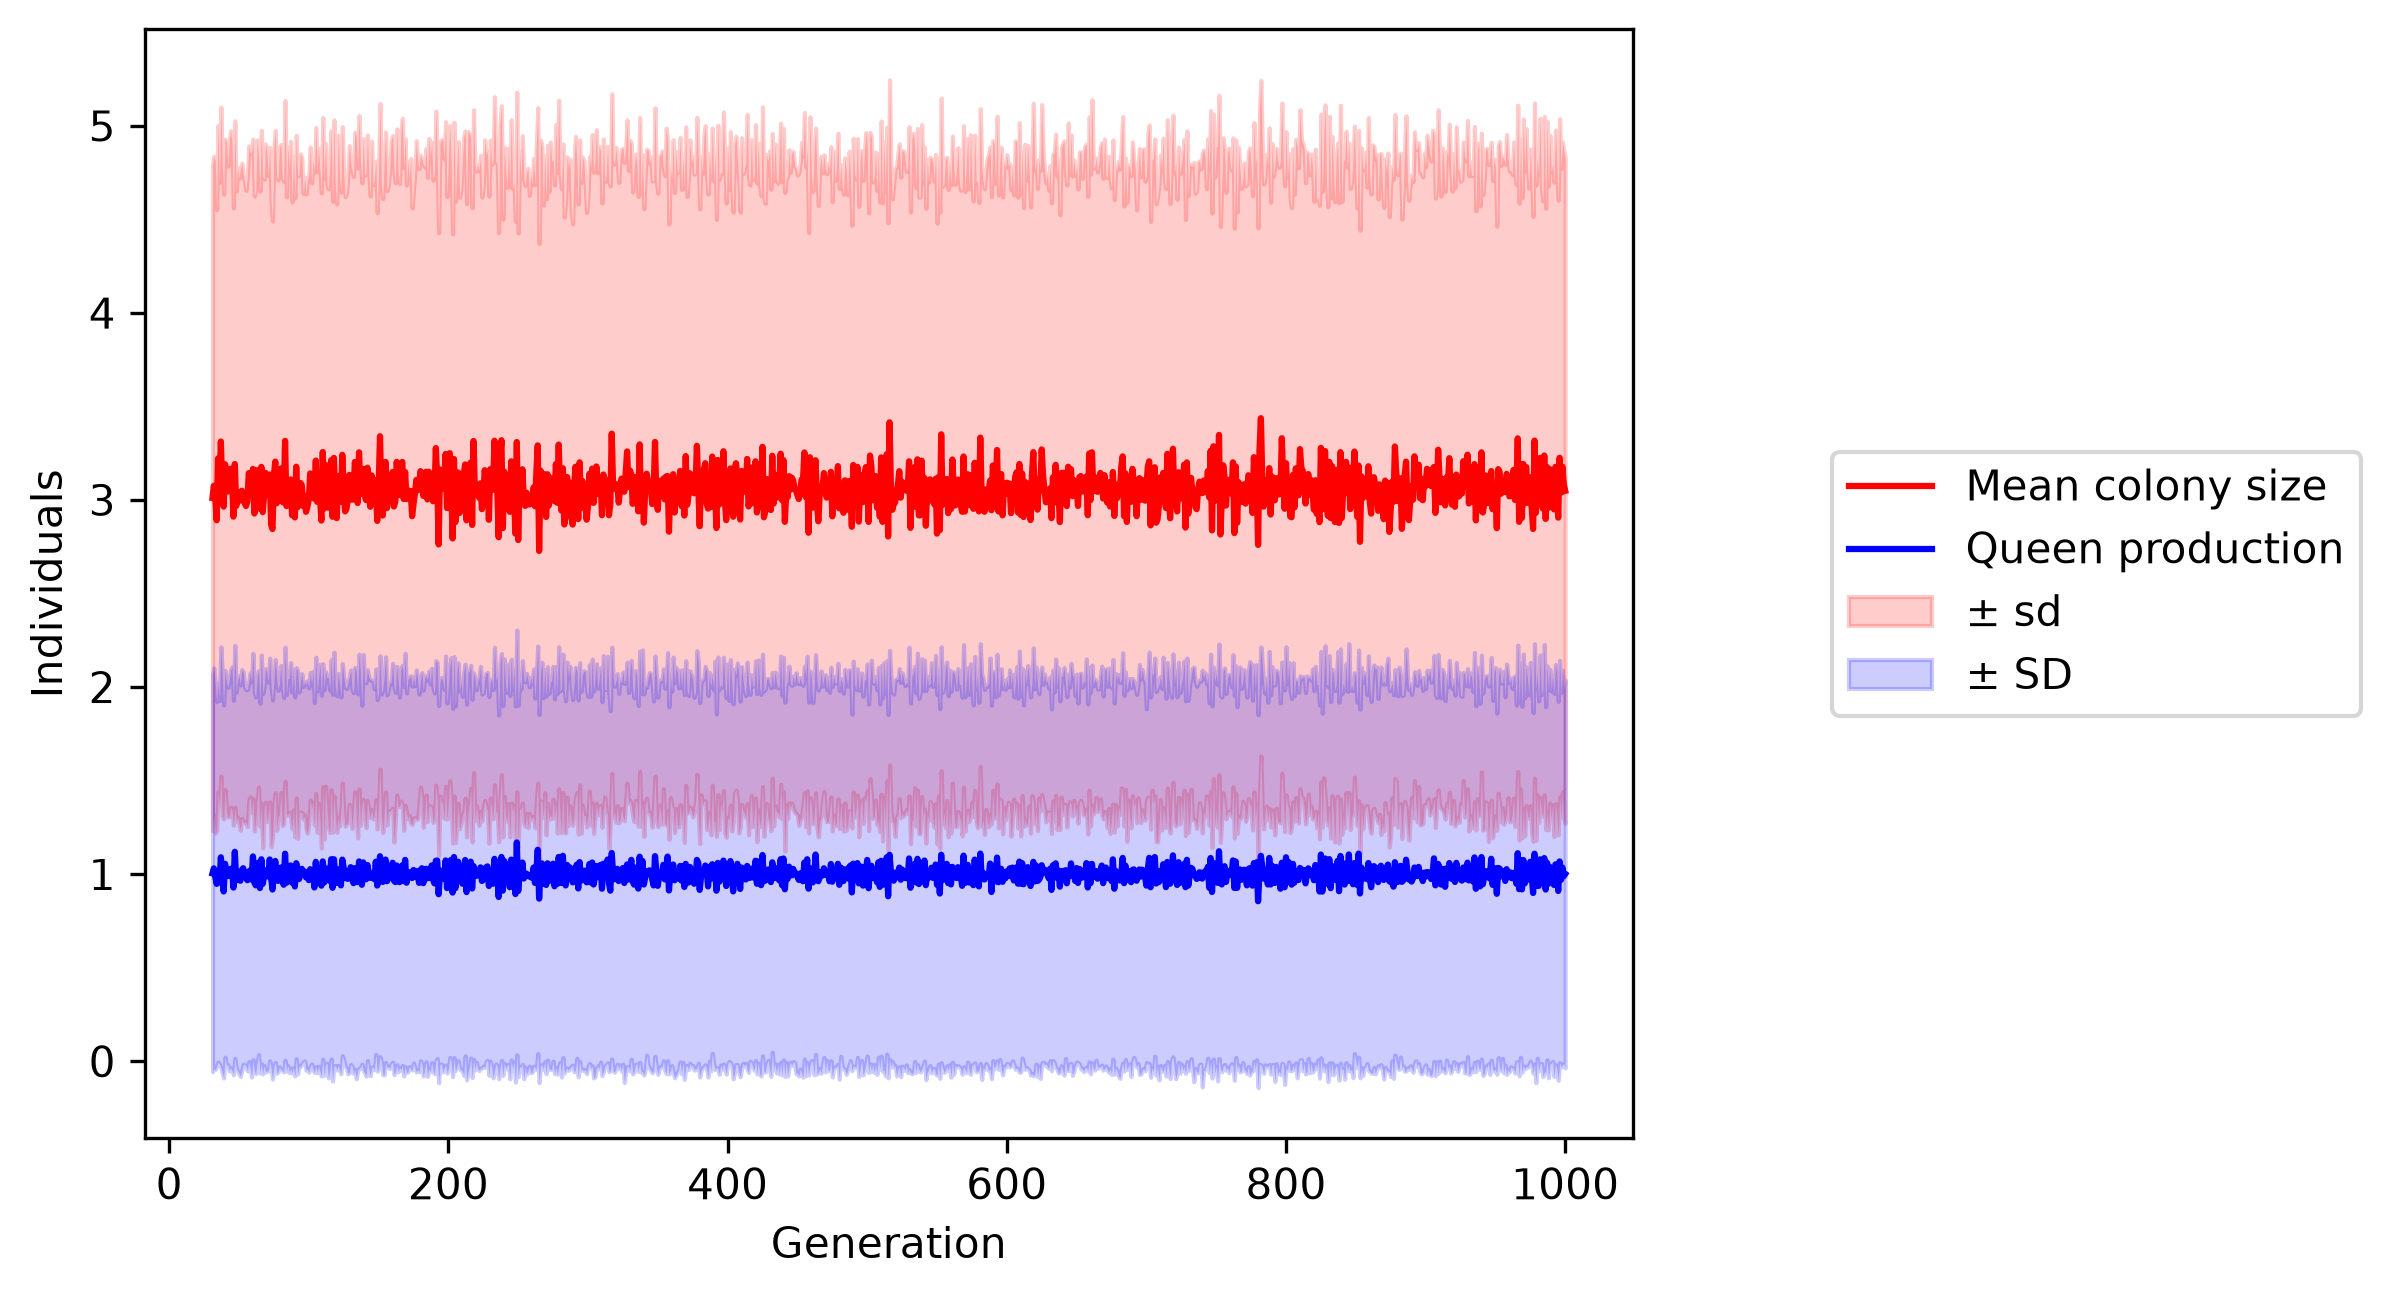 5
4
3
2
1
0
Individuals
0 200 400 600 800 1000
Generation
Mean colony size
Queen production
± sd
± SD